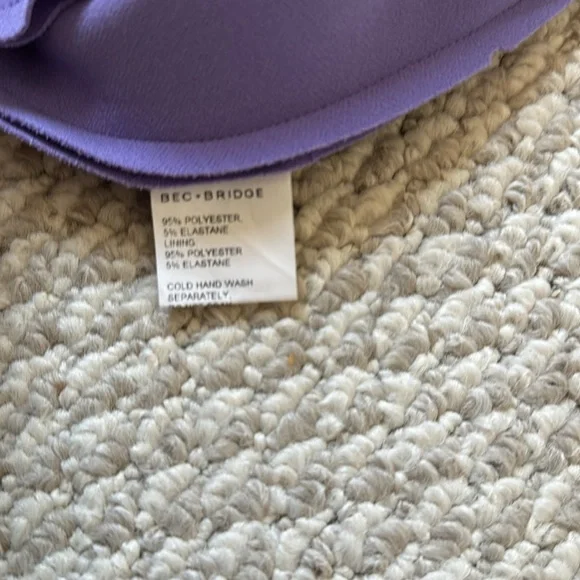 BEC + BRIDGE
95% POLYESTER,
5% ELASTANE
LINING
95% POLYESTER
5% ELASTANE
COLD HAND WASH
SEPARATELY,